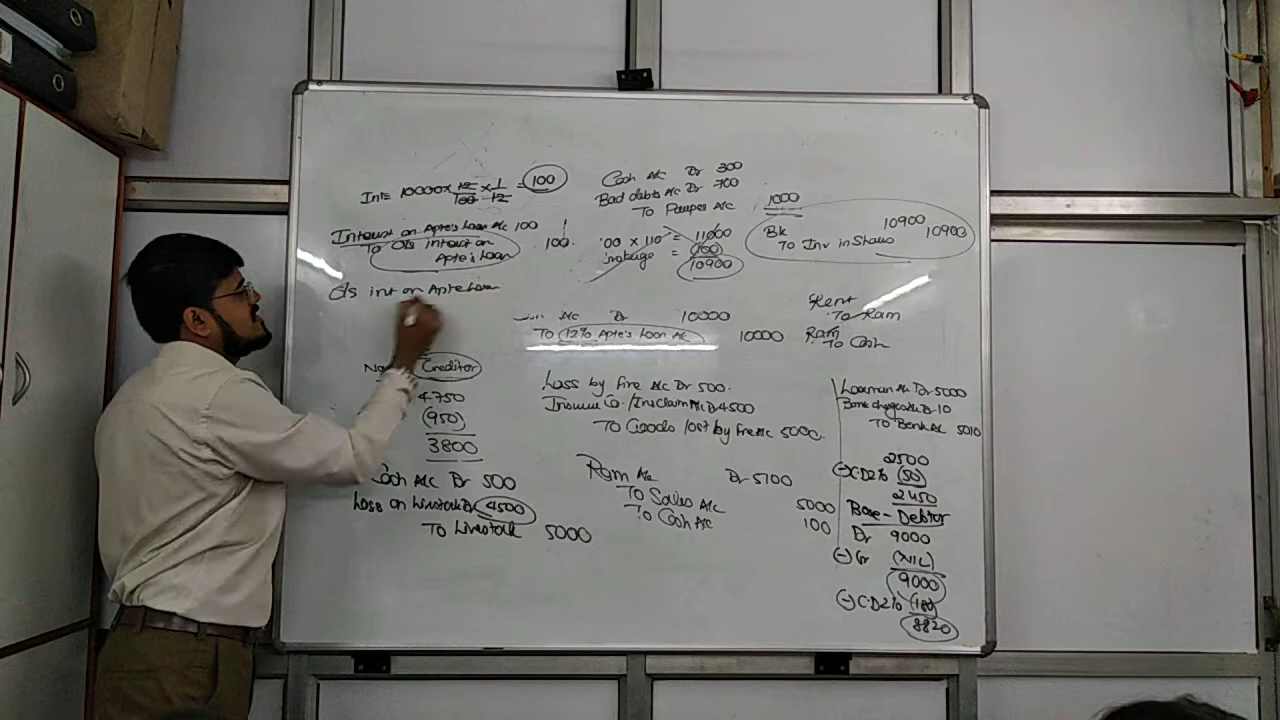 Int = 10000 × 12/100 × 1/12 = 100
Interest on Apte's Loan A/c 100
To O/s interest on Apte's Loan 100
O/s int on Apte Loan
Cash A/c Dr 300
Bad debts A/c Dr 700
To Pauper A/c 1000
00 × 110 = 11000
= 100
10900
Bk 10900
To Inv in Shares 10900
A/c Dr 10000
To 12% Apte's Loan A/c 10000
Rent
To Ram
Ram
To Cash
Creditor
4750
(950)
3800
Cash A/c Dr 500
Loss on Livestock Dr 4500
To Livestock 5000
Loss by fire A/c Dr 500.
Insurance Co. / Ins claim A/c Dr 4500
To Goods lost by Fire A/c 5000.
Ram A/c Dr 5100
To Sales A/c 5000
To Cash A/c 100
Laxman A/c Dr 5000
Bank charges A/c Dr 10
To Bank A/c 5010
2500
(-) CD 2% (50)
2450
Base - Debtor
Dr 9000
(-) Cr (NIL)
9000
(-) C.D 2% (180)
8820